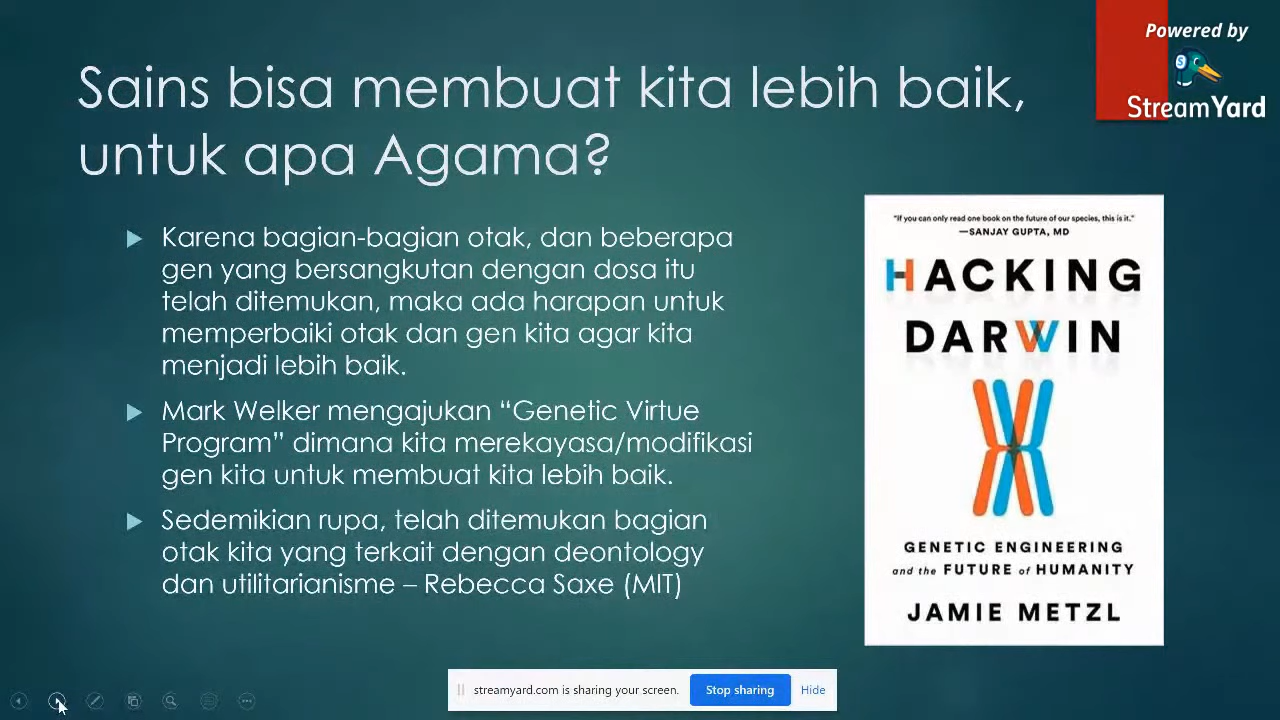 Powered by
StreamYard
Sains bisa membuat kita lebih baik,
untuk apa Agama?
Karena bagian-bagian otak, dan beberapa
gen yang bersangkutan dengan dosa itu
telah ditemukan, maka ada harapan untuk
memperbaiki otak dan gen kita agar kita
menjadi lebih baik.
Mark Welker mengajukan “Genetic Virtue
Program” dimana kita merekayasa/modifikasi
gen kita untuk membuat kita lebih baik.
Sedemikian rupa, telah ditemukan bagian
otak kita yang terkait dengan deontology
dan utilitarianisme – Rebecca Saxe (MIT)
"If you can only read one book on the future of our species, this is it."
—SANJAY GUPTA, MD
HACKING
DARWIN
GENETIC ENGINEERING
and the FUTURE of HUMANITY
JAMIE METZL
streamyard.com is sharing your screen.
Stop sharing
Hide